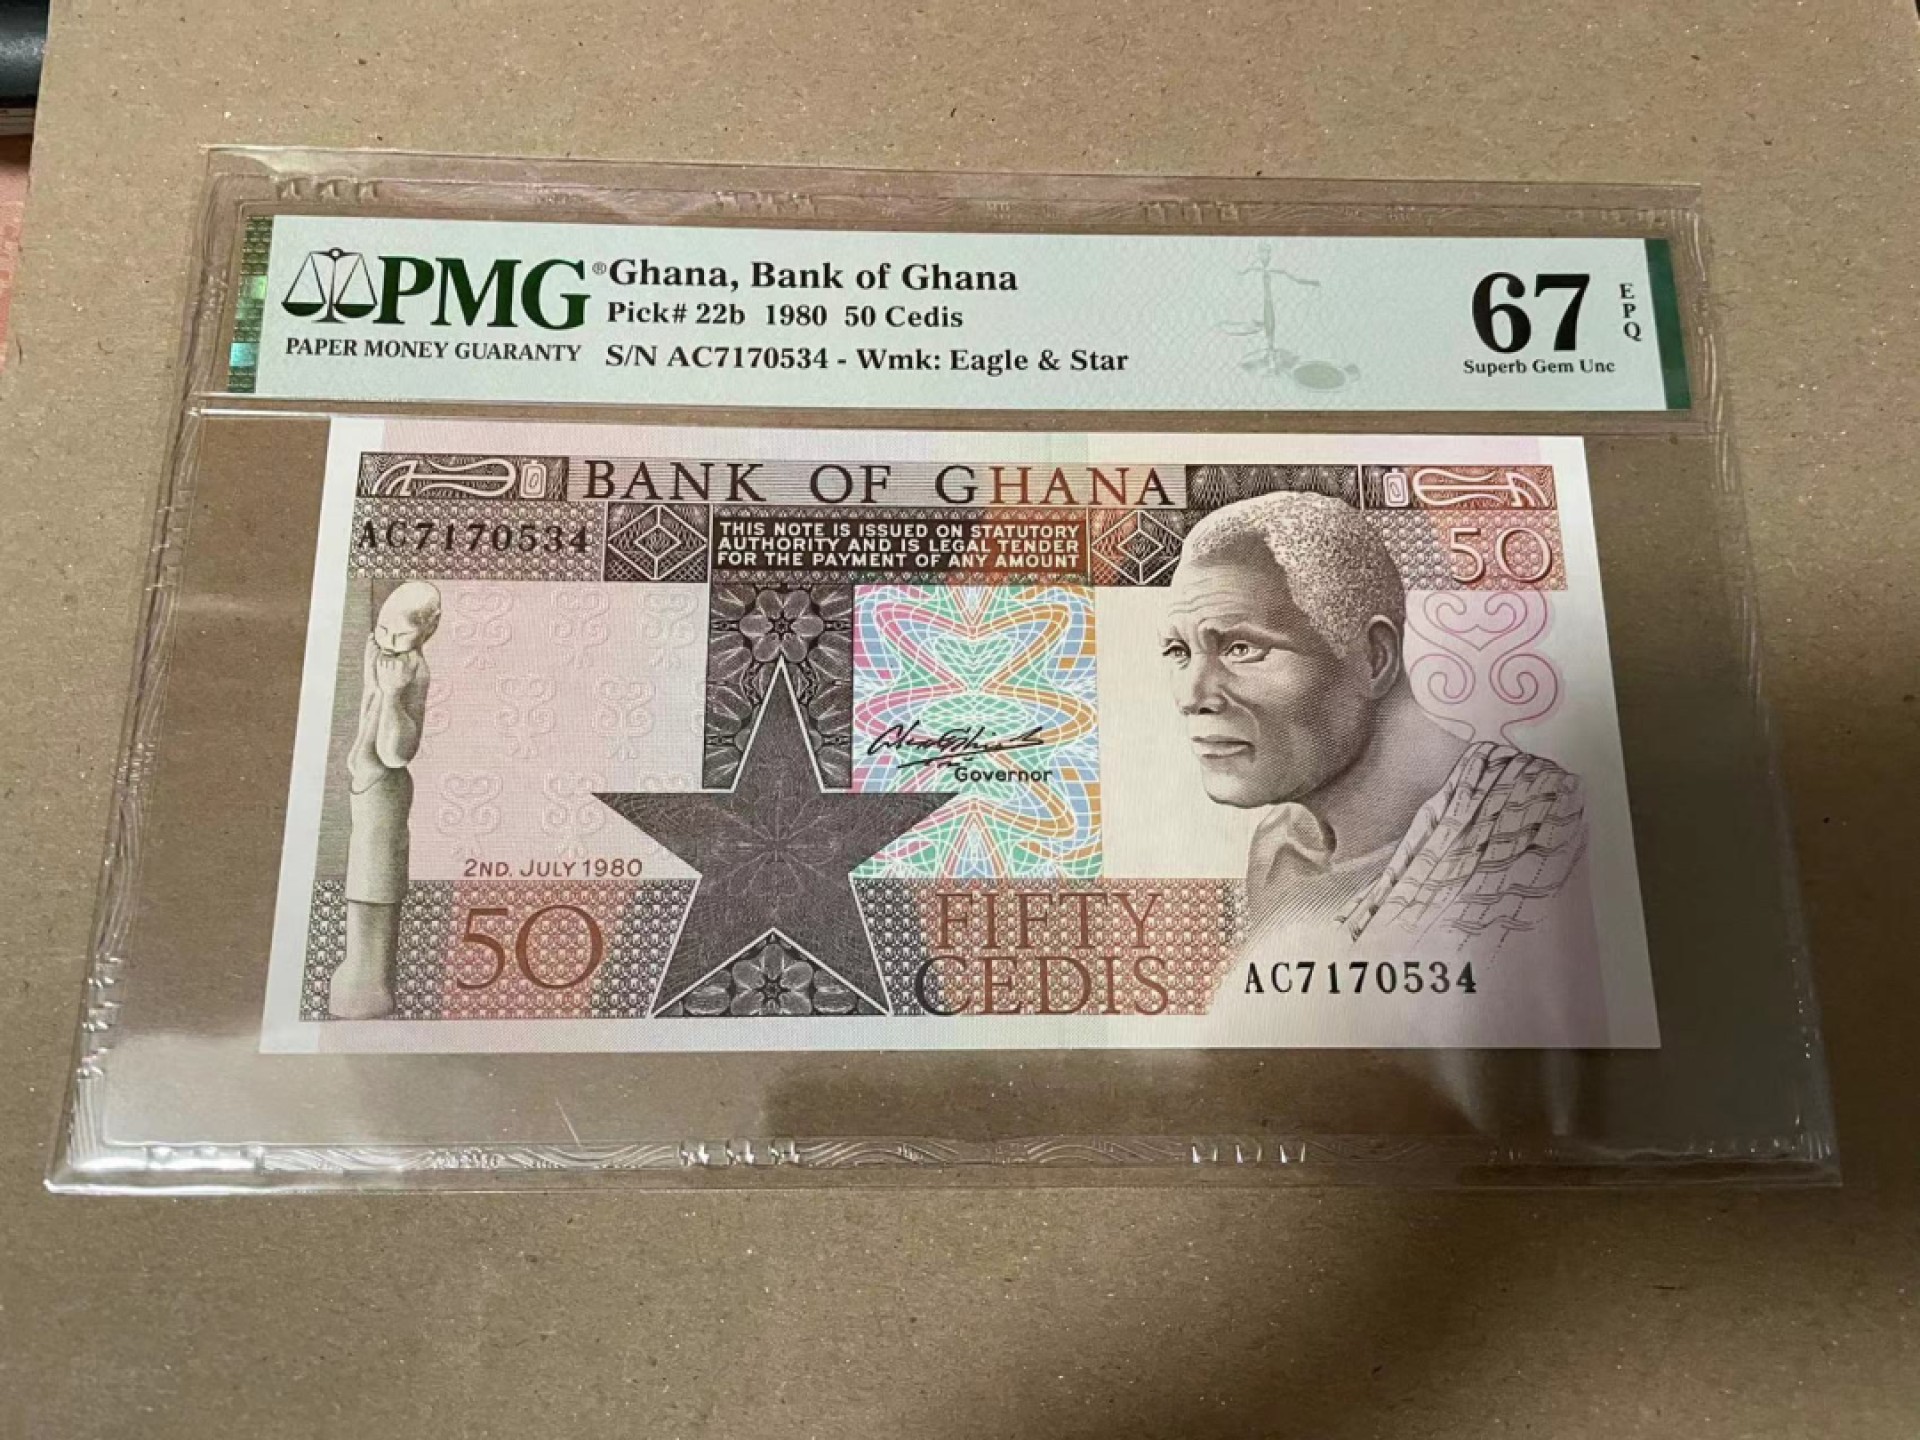 PMG®
PAPER MONEY GUARANTY
Ghana, Bank of Ghana
Pick# 22b 1980 50 Cedis
S/N AC7170534 - Wmk: Eagle & Star
67
EPQ
Superb Gem Unc
BANK OF GHANA
AC7170534
THIS NOTE IS ISSUED ON STATUTORY
AUTHORITY AND IS LEGAL TENDER
FOR THE PAYMENT OF ANY AMOUNT
50
Governor
2ND. JULY 1980
50
FIFTY
CEDIS
AC7170534